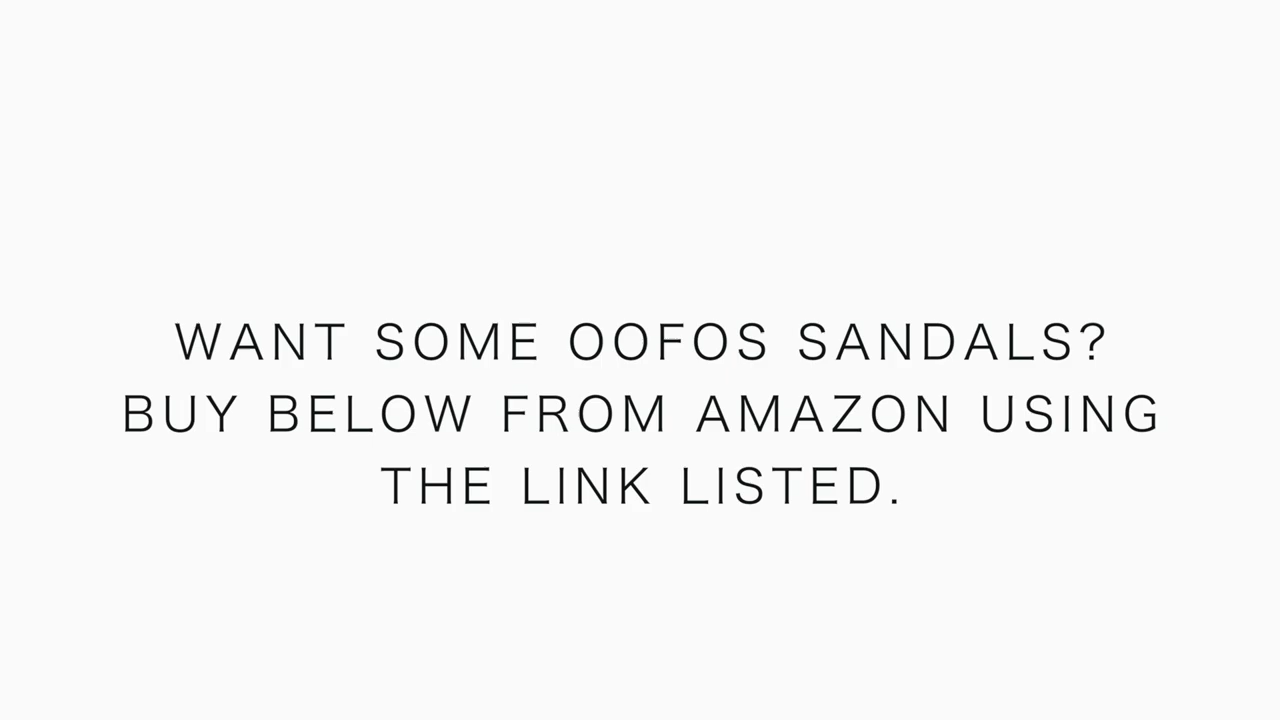 WANT SOME OOFOS SANDALS?
BUY BELOW FROM AMAZON USING
THE LINK LISTED.